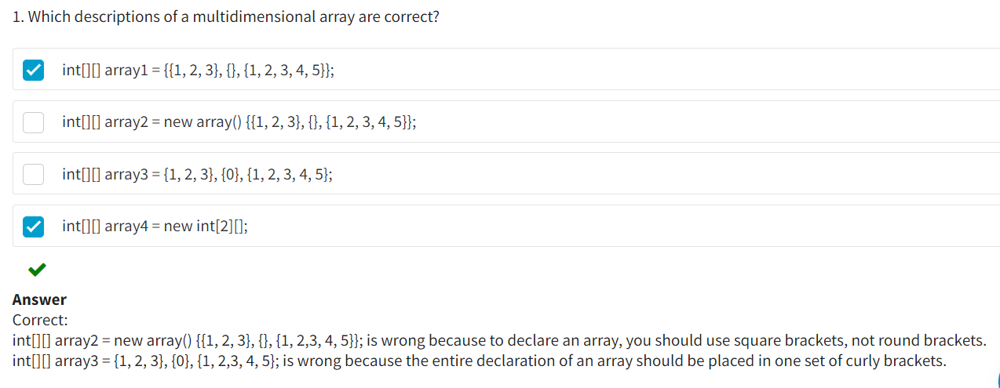 1. Which descriptions of a multidimensional array are correct?
int[][] array1 = {{1, 2, 3}, {}, {1, 2, 3, 4, 5}};
int[][] array2 = new array() {{1, 2, 3}, {}, {1, 2, 3, 4, 5}};
int[][] array3 = {1, 2, 3}, {0}, {1, 2, 3, 4, 5};
int[][] array4 = new int[2][];
Answer
Correct:
int[][] array2 = new array() {{1, 2, 3}, {}, {1, 2,3, 4, 5}}; is wrong because to declare an array, you should use square brackets, not round brackets.
int[][] array3 = {1, 2, 3}, {0}, {1, 2,3, 4, 5}; is wrong because the entire declaration of an array should be placed in one set of curly brackets.